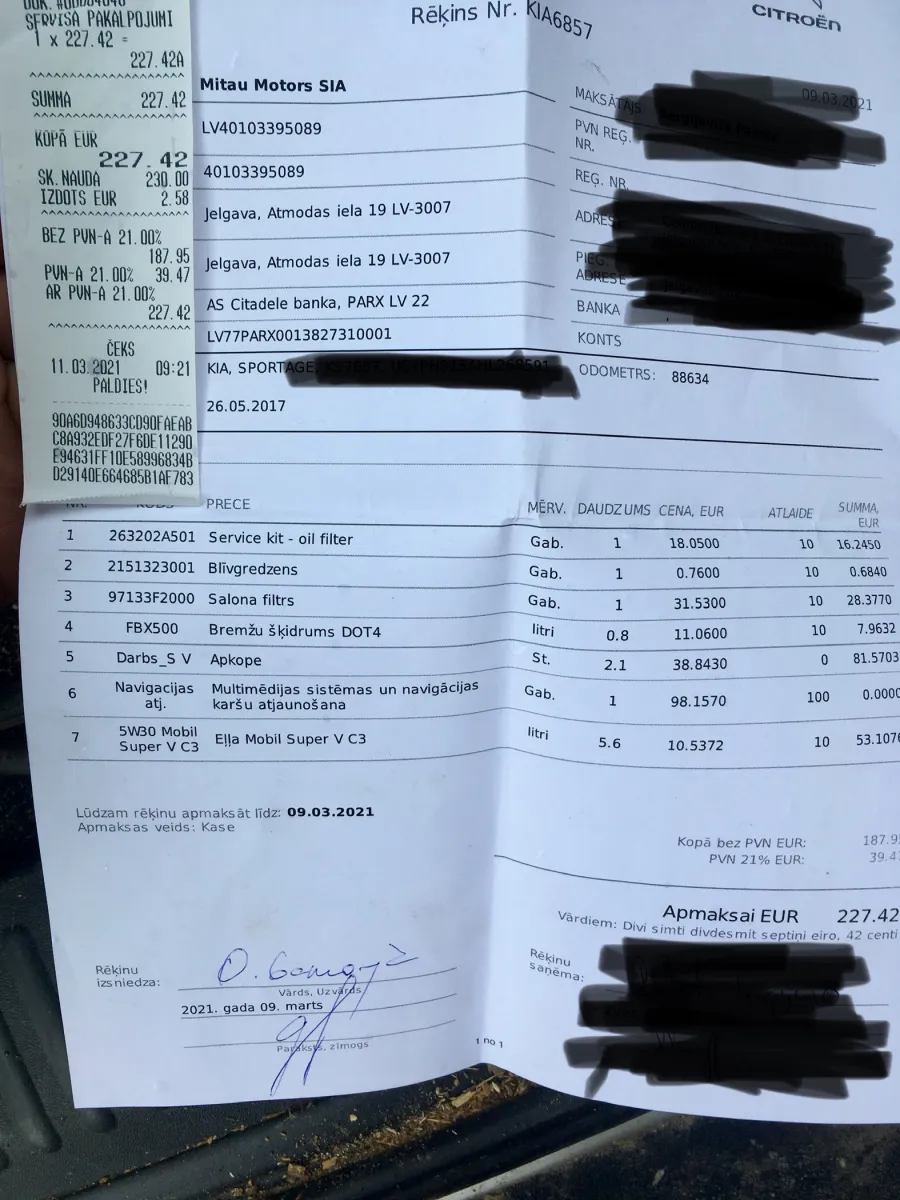 SERVISA PAKALPOJUMI
1 x 227.42 =
227.42A
SUMMA 227.42
KOPĀ EUR
227.42
SK.NAUDA 230.00
IZDOTS EUR 2.58
BEZ PVN-A 21.00%
187.95
PVN-A 21.00% 39.47
AR PVN-A 21.00%
227.42
ČEKS
11.03.2021 09:21
PALDIES!
9DA6D948633CD90FAEAB
C8A932EDF27F6DE11290
E94631FF10E58996834B
D29140E664685B1AF783
Rēķins Nr. KIA6857
CITROËN
09.03.2021
Mitau Motors SIA
LV40103395089
40103395089
Jelgava, Atmodas iela 19 LV-3007
Jelgava, Atmodas iela 19 LV-3007
AS Citadele banka, PARX LV 22
LV77PARX0013827310001
KIA, SPORTAGE,
26.05.2017
MAKSĀTĀJS
PVN REĢ.
NR.
REĢ. NR.
ADRESE
PIEG.
ADRESE
BANKA
KONTS
ODOMETRS: 88634
NR. KODS PRECE MĒRV. DAUDZUMS CENA, EUR ATLAIDE SUMMA, EUR
1 263202A501 Service kit - oil filter Gab. 1 18.0500 10 16.2450
2 2151323001 Blīvgredzens Gab. 1 0.7600 10 0.6840
3 97133F2000 Salona filtrs Gab. 1 31.5300 10 28.3770
4 FBX500 Bremžu šķidrums DOT4 litri 0.8 11.0600 10 7.9632
5 Darbs_S V Apkope St. 2.1 38.8430 0 81.5703
6 Navigacijas atj. Multimēdijas sistēmas un navigācijas karšu atjaunošana Gab. 1 98.1570 100 0.0000
7 5W30 Mobil Super V C3 Eļļa Mobil Super V C3 litri 5.6 10.5372 10 53.1076
Lūdzam rēķinu apmaksāt līdz: 09.03.2021
Apmaksas veids: Kase
Kopā bez PVN EUR: 187.9
PVN 21% EUR: 39.4
Apmaksai EUR 227.42
Vārdiem: Divi simti divdesmit septiņi eiro, 42 centi
Rēķinu
izsniedza:
Vārds, Uzvārds
2021. gada 09. marts
Paraksts, zīmogs
Rēķinu
saņēma:
1 no 1